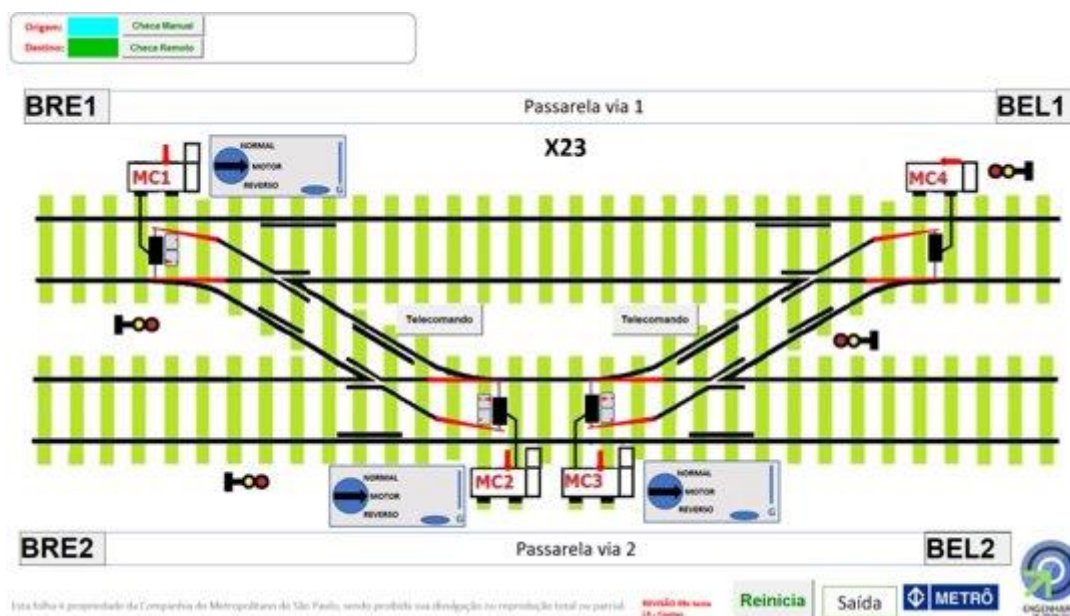 Origem:
Checa Manual
Destino:
Checa Remoto
BRE1
Passarela via 1
BEL1
X23
NORMAL
MOTOR
REVERSO
G
MC1
MC4
Telecomando
Telecomando
NORMAL
MOTOR
REVERSO
G
MC2
MC3
NORMAL
MOTOR
REVERSO
G
BRE2
Passarela via 2
BEL2
Esta folha é propriedade da Companhia do Metropolitano de São Paulo, sendo proibida sua divulgação ou reprodução total ou parcial.
REVISÃO
Reinicia
Saída
METRÔ